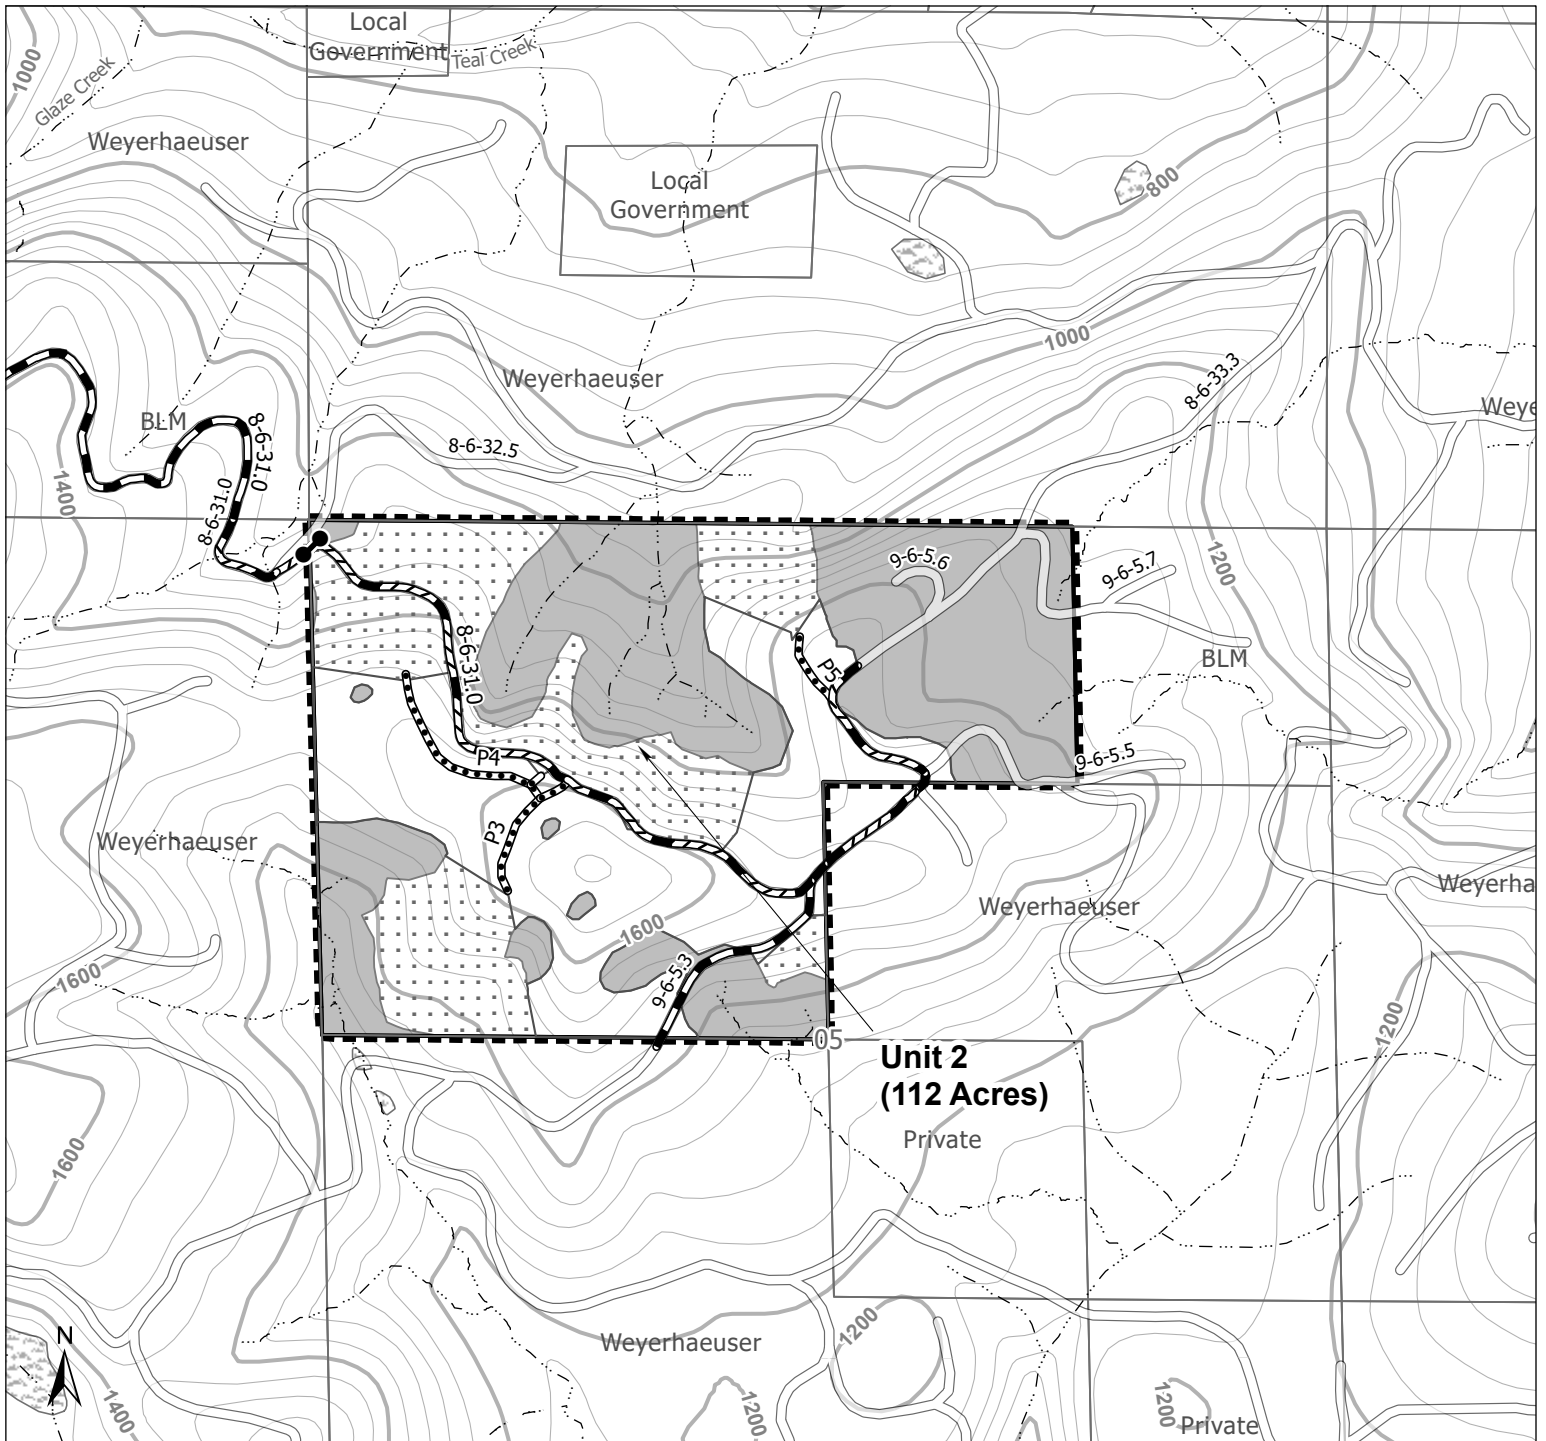 Local
Government
Teal Creek
1000
Glaze Creek
Weyerhaeuser
Local
Government
800
1000
Weyerhaeuser
8-6-33.3
Weye
BLM
8-6-31.0
8-6-32.5
1400
8-6-31.0
9-6-5.6
9-6-5.7
1200
8-6-31.0
P5
BLM
P4
9-6-5.5
P3
Weyerhaeuser
Weyerha
Weyerhaeuser
1600
9-6-5.3
1600
1200
05
Unit 2
(112 Acres)
Private
1600
1200
Weyerhaeuser
N
1400
1200
1200
Private